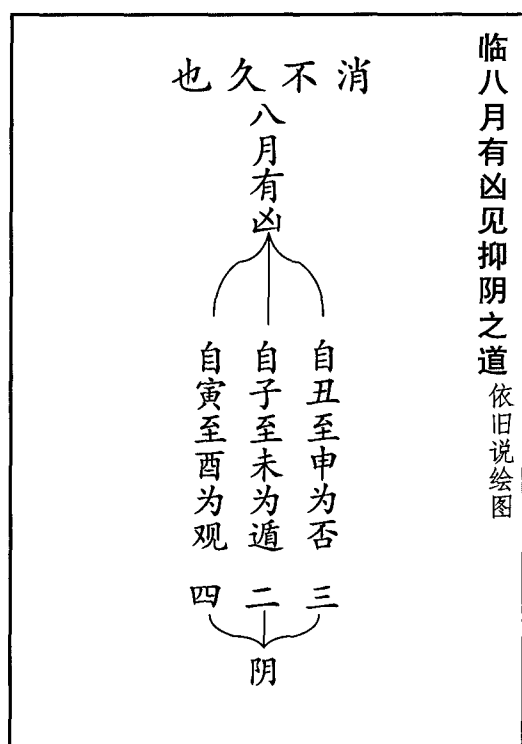 临八月有凶见抑阴之道
依旧说绘图
消不久也
八月有凶
自丑至申为否
自子至未为遁
自寅至酉为观
三
二
四
阴